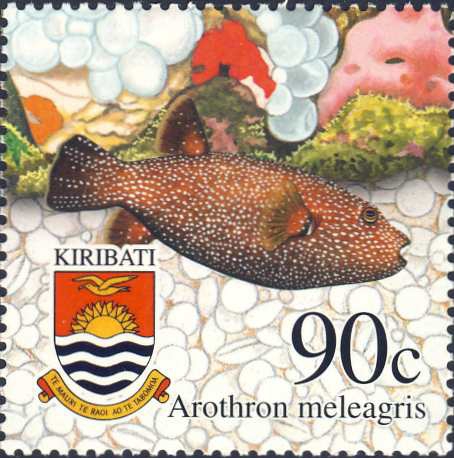 KIRIBATI
TE MAURI TE RAOI AO TE TABOMOA
90c
Arothron meleagris